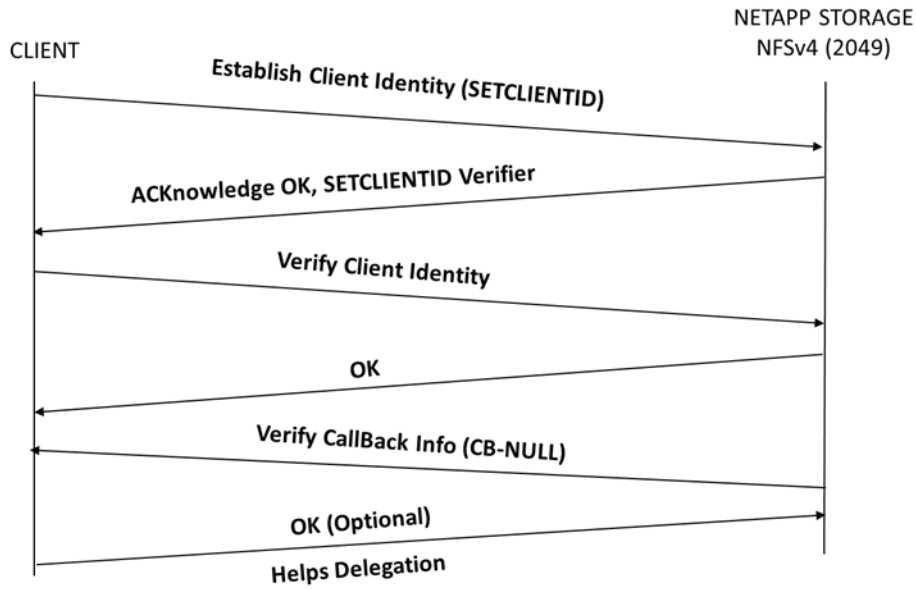 NETAPP STORAGE
NFSv4 (2049)
CLIENT
Establish Client Identity (SETCLIENTID)
ACKnowledge OK, SETCLIENTID Verifier
Verify Client Identity
OK
Verify CallBack Info (CB-NULL)
OK (Optional)
Helps Delegation